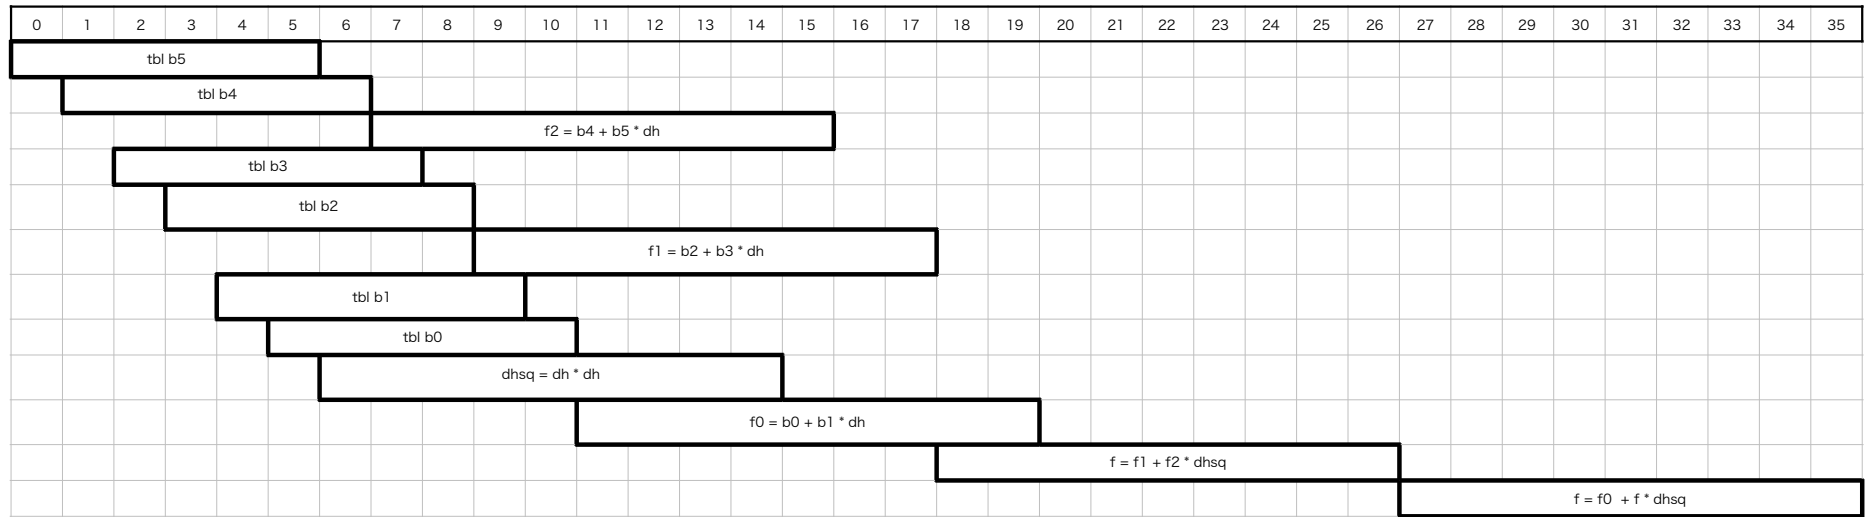 0 1 2 3 4 5 6 7 8 9 10 11 12 13 14 15 16 17 18 19 20 21 22 23 24 25 26 27 28 29 30 31 32 33 34 35
tbl b5
tbl b4
f2 = b4 + b5 * dh
tbl b3
tbl b2
f1 = b2 + b3 * dh
tbl b1
tbl b0
dhsq = dh * dh
f0 = b0 + b1 * dh
f = f1 + f2 * dhsq
f = f0 + f * dhsq